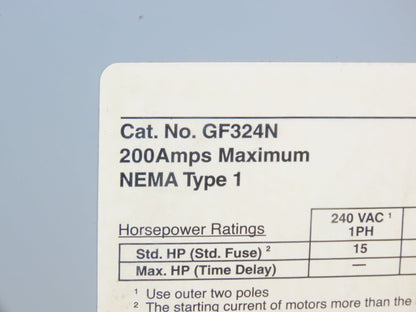 Cat. No. GF324N
200Amps Maximum
NEMA Type 1
240 VAC ¹
Horsepower Ratings 1PH
Std. HP (Std. Fuse) ² 15
Max. HP (Time Delay) —
¹ Use outer two poles
² The starting current of motors more than the